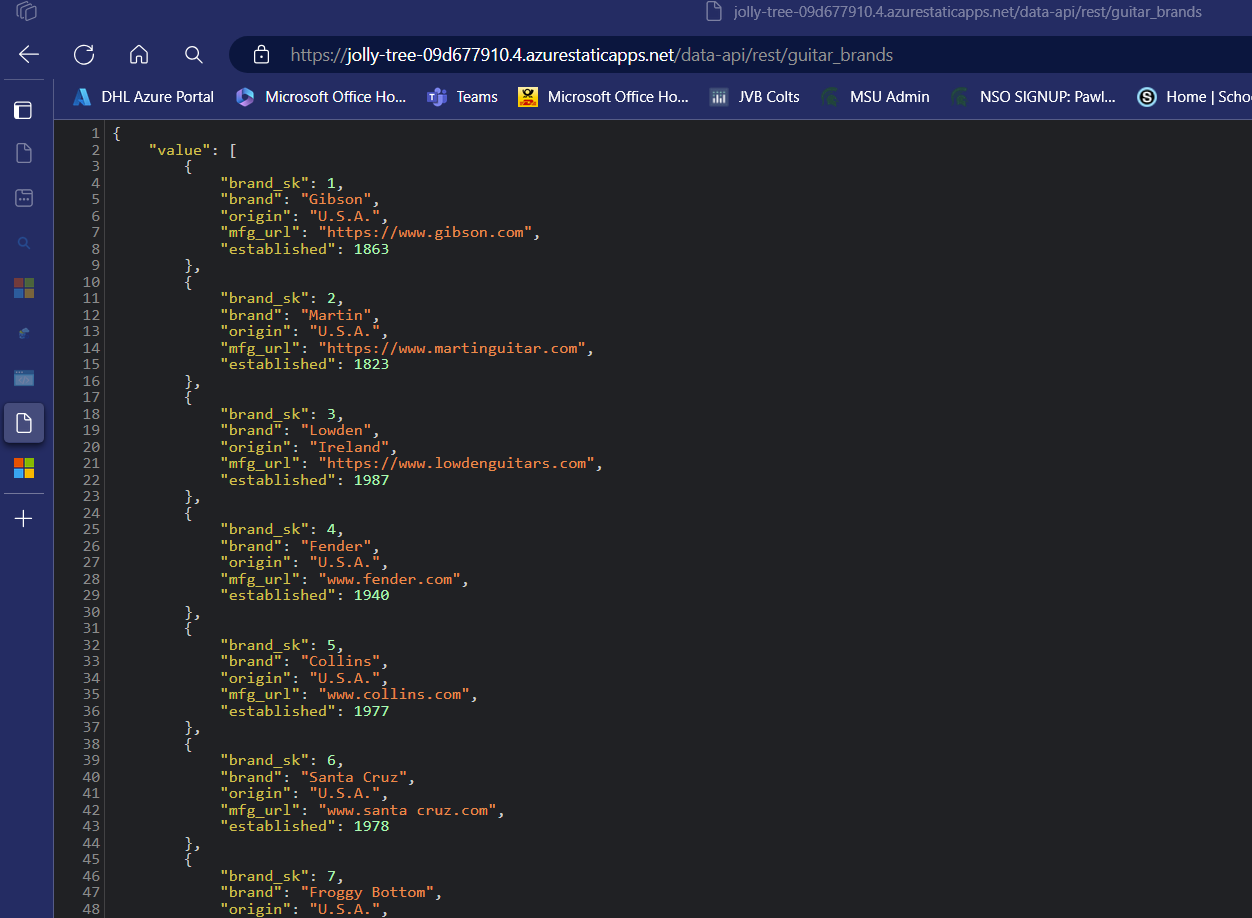 jolly-tree-09d677910.4.azurestaticapps.net/data-api/rest/guitar_brands
https://jolly-tree-09d677910.4.azurestaticapps.net/data-api/rest/guitar_brands
DHL Azure Portal Microsoft Office Ho... Teams Microsoft Office Ho... JVB Colts MSU Admin NSO SIGNUP: Pawl... S Home | Schoo
1 {
2 "value": [
3 {
4 "brand_sk": 1,
5 "brand": "Gibson",
6 "origin": "U.S.A.",
7 "mfg_url": "https://www.gibson.com",
8 "established": 1863
9 },
10 {
11 "brand_sk": 2,
12 "brand": "Martin",
13 "origin": "U.S.A.",
14 "mfg_url": "https://www.martinguitar.com",
15 "established": 1823
16 },
17 {
18 "brand_sk": 3,
19 "brand": "Lowden",
20 "origin": "Ireland",
21 "mfg_url": "https://www.lowdenguitars.com",
22 "established": 1987
23 },
24 {
25 "brand_sk": 4,
26 "brand": "Fender",
27 "origin": "U.S.A.",
28 "mfg_url": "www.fender.com",
29 "established": 1940
30 },
31 {
32 "brand_sk": 5,
33 "brand": "Collins",
34 "origin": "U.S.A.",
35 "mfg_url": "www.collins.com",
36 "established": 1977
37 },
38 {
39 "brand_sk": 6,
40 "brand": "Santa Cruz",
41 "origin": "U.S.A.",
42 "mfg_url": "www.santa cruz.com",
43 "established": 1978
44 },
45 {
46 "brand_sk": 7,
47 "brand": "Froggy Bottom",
48 "origin": "U.S.A.",